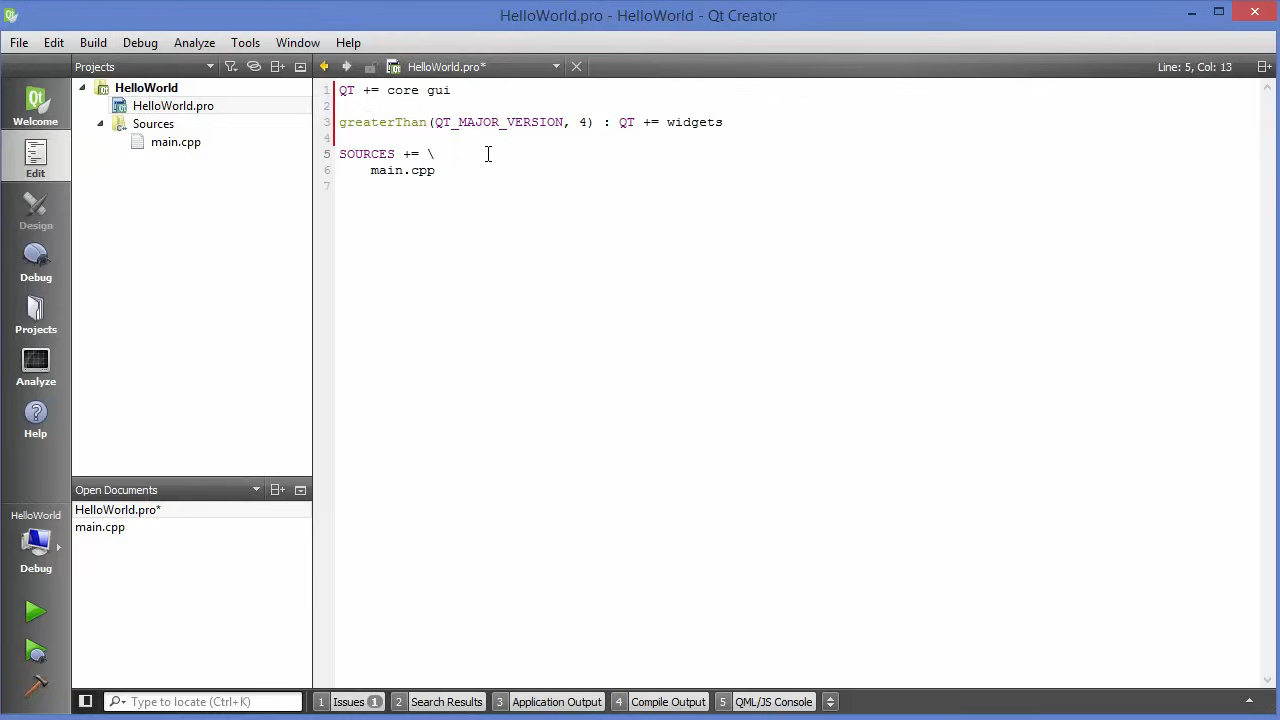 HelloWorld.pro - HelloWorld - Qt Creator
File Edit Build Debug Analyze Tools Window Help
Projects
HelloWorld.pro*
Line: 5, Col: 13
Qt
Welcome
Edit
Design
Debug
Projects
Analyze
Help
HelloWorld
Debug
HelloWorld
HelloWorld.pro
Sources
main.cpp
1 QT += core gui
2
3 greaterThan(QT_MAJOR_VERSION, 4) : QT += widgets
4
5 SOURCES += \
6     main.cpp
7
Open Documents
HelloWorld.pro*
main.cpp
Type to locate (Ctrl+K)
1 Issues 1 2 Search Results 3 Application Output 4 Compile Output 5 QML/JS Console